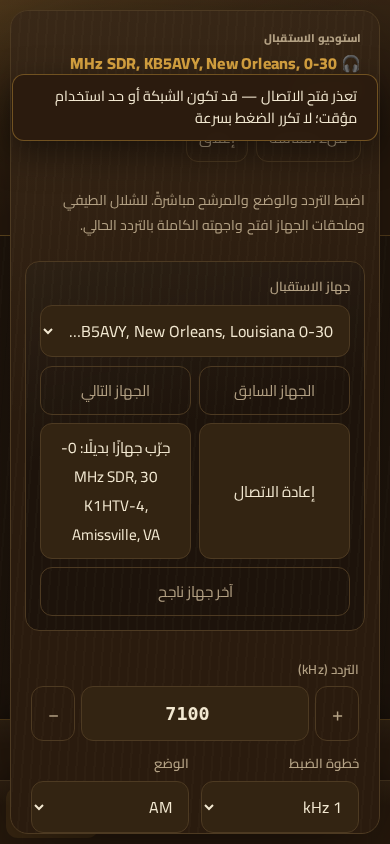 استوديو الاستقبال
🎧 0-30 MHz SDR, KB5AVY, New Orleans,
تعذر فتح الاتصال — قد تكون الشبكة أو حد استخدام
مؤقت؛ لا تكرر الضغط بسرعة
إغلاق
اضبط التردد والوضع والمرشح مباشرةً. للشلال الطيفي
وملحقات الجهاز افتح واجهته الكاملة بالتردد الحالي.
جهاز الاستقبال
0-30 B5AVY, New Orleans, Louisiana...
الجهاز السابق
الجهاز التالي
إعادة الاتصال
جرّب جهازًا بديلًا: 0-
30 MHz SDR,
K1HTV-4,
Amissville, VA
آخر جهاز ناجح
التردد (kHz)
+
7100
−
خطوة الضبط
الوضع
1 kHz
AM